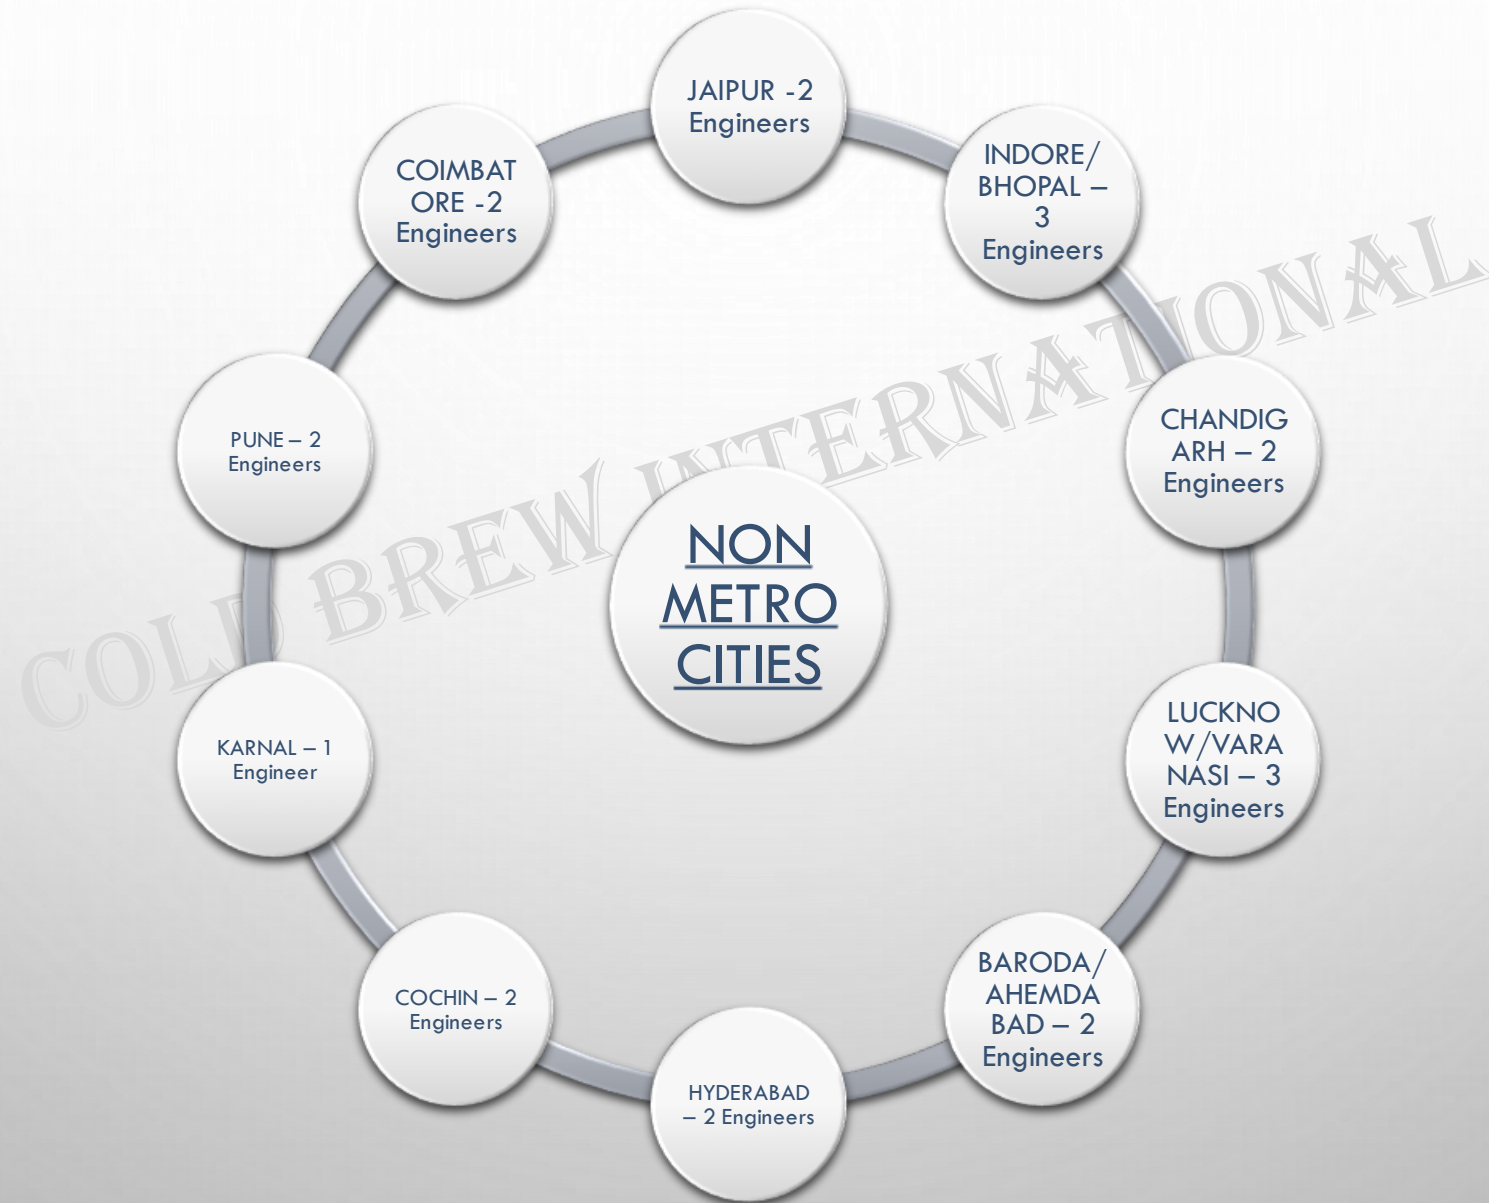 JAIPUR -2
Engineers
INDORE/
BHOPAL –
3
Engineers
CHANDIG
ARH – 2
Engineers
LUCKNO
W/VARA
NASI – 3
Engineers
BARODA/
AHEMDA
BAD – 2
Engineers
HYDERABAD
– 2 Engineers
COCHIN – 2
Engineers
KARNAL – 1
Engineer
PUNE – 2
Engineers
COIMBAT
ORE -2
Engineers
NON
METRO
CITIES
COLD BREW INTERNATIONAL